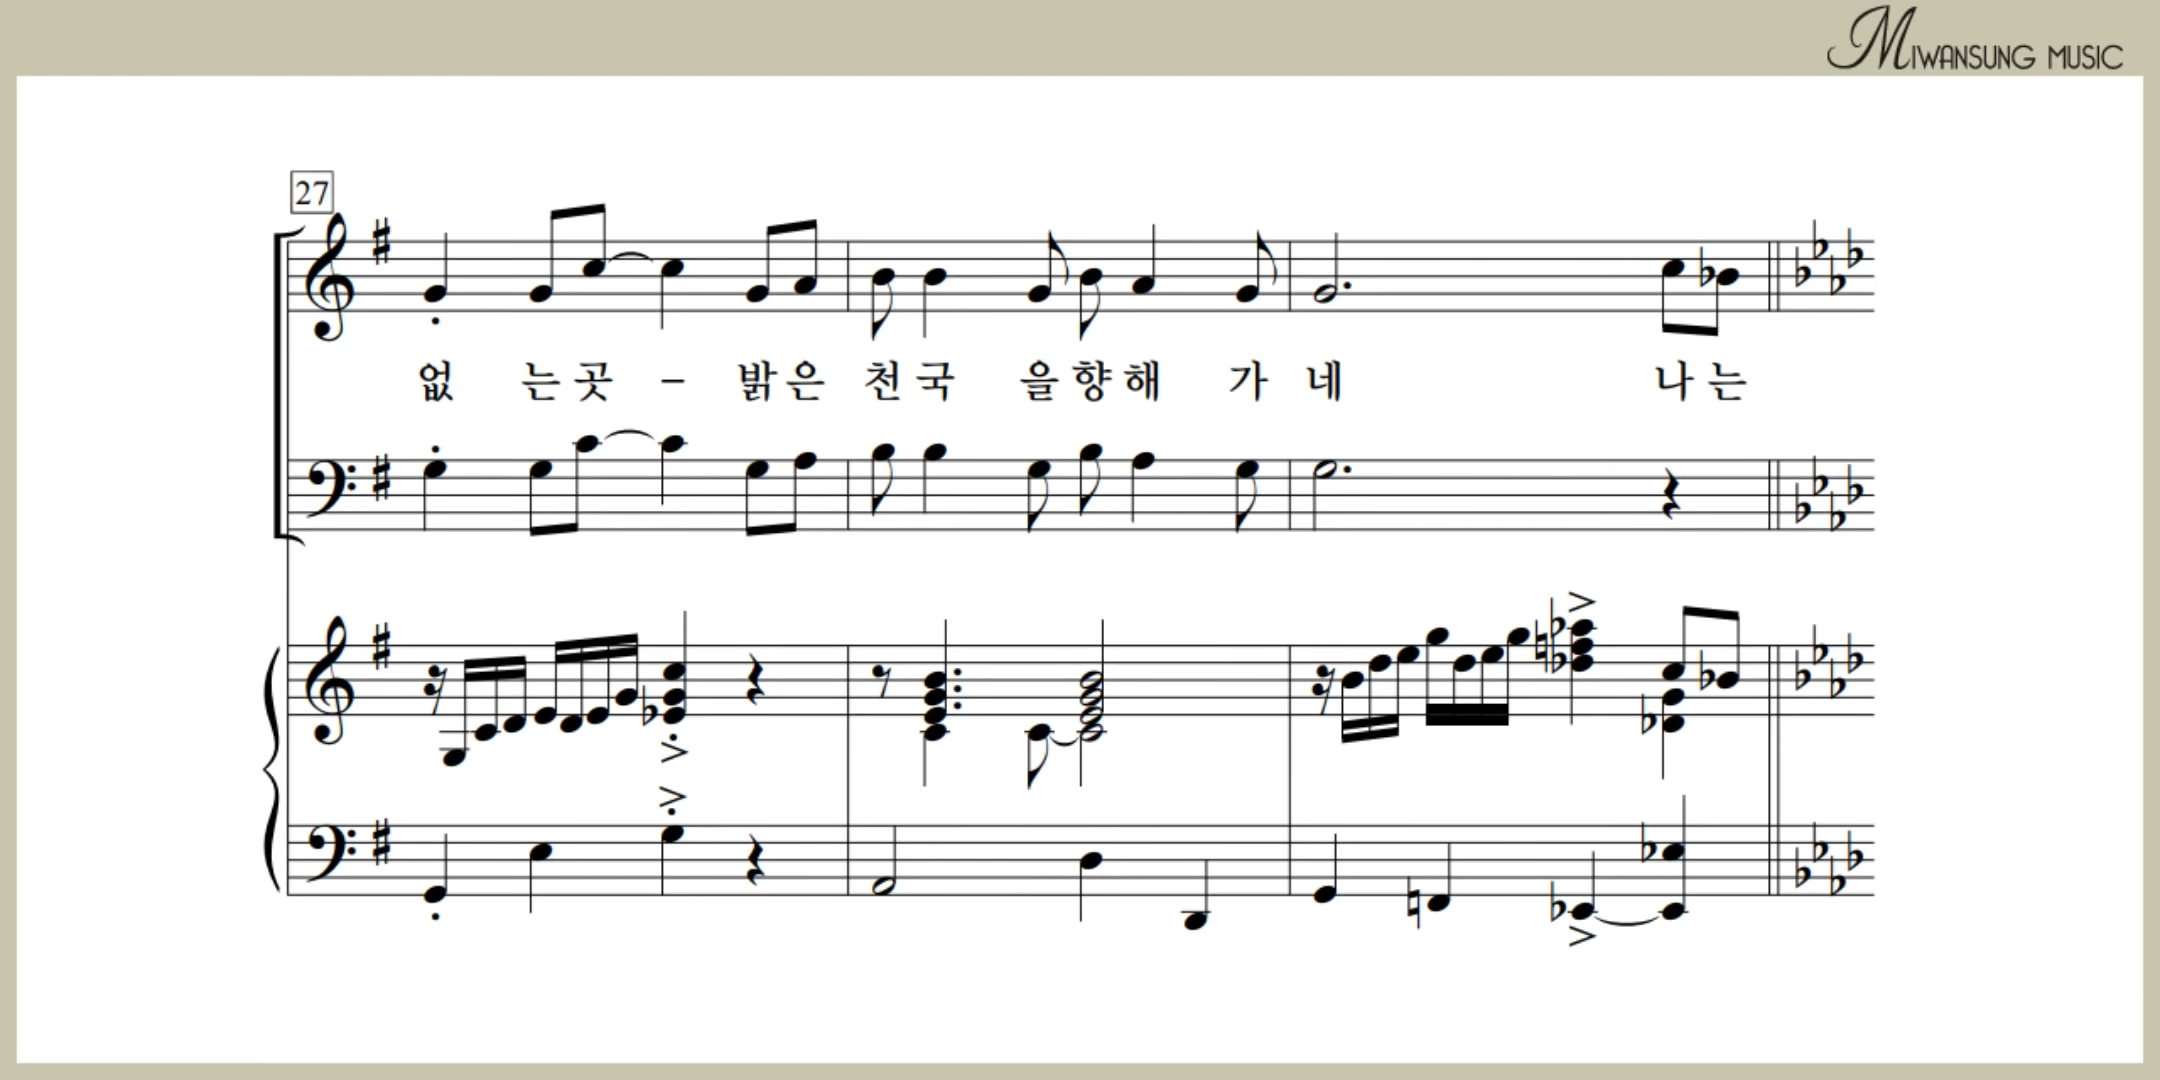 MIWANSUNG MUSIC
27
없 는 곳 - 밝 은 천 국 을 향 해 가 네 나 는